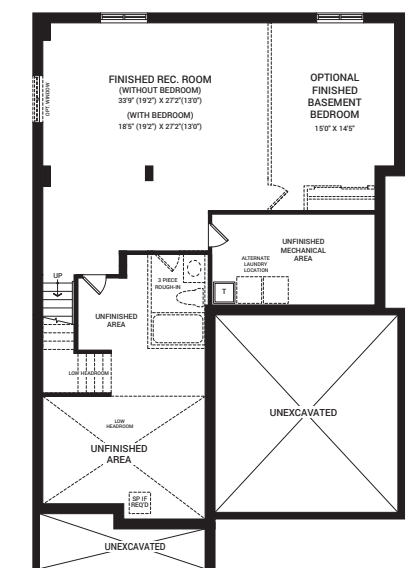 FINISHED REC. ROOM
(WITHOUT BEDROOM)
33'9" (19'2") X 27'2"(13'0")
(WITH BEDROOM)
18'5" (19'2") X 27'2"(13'0")
OPT. WINDOW
OPTIONAL
FINISHED
BASEMENT
BEDROOM
15'0" X 14'5"
UNFINISHED
MECHANICAL
AREA
ALTERNATE
LAUNDRY
LOCATION
T
UP
3 PIECE
ROUGH-IN
UNFINISHED
AREA
LOW HEADROOM
LOW
HEADROOM
UNFINISHED
AREA
UNEXCAVATED
SP IF
REQ'D
UNEXCAVATED